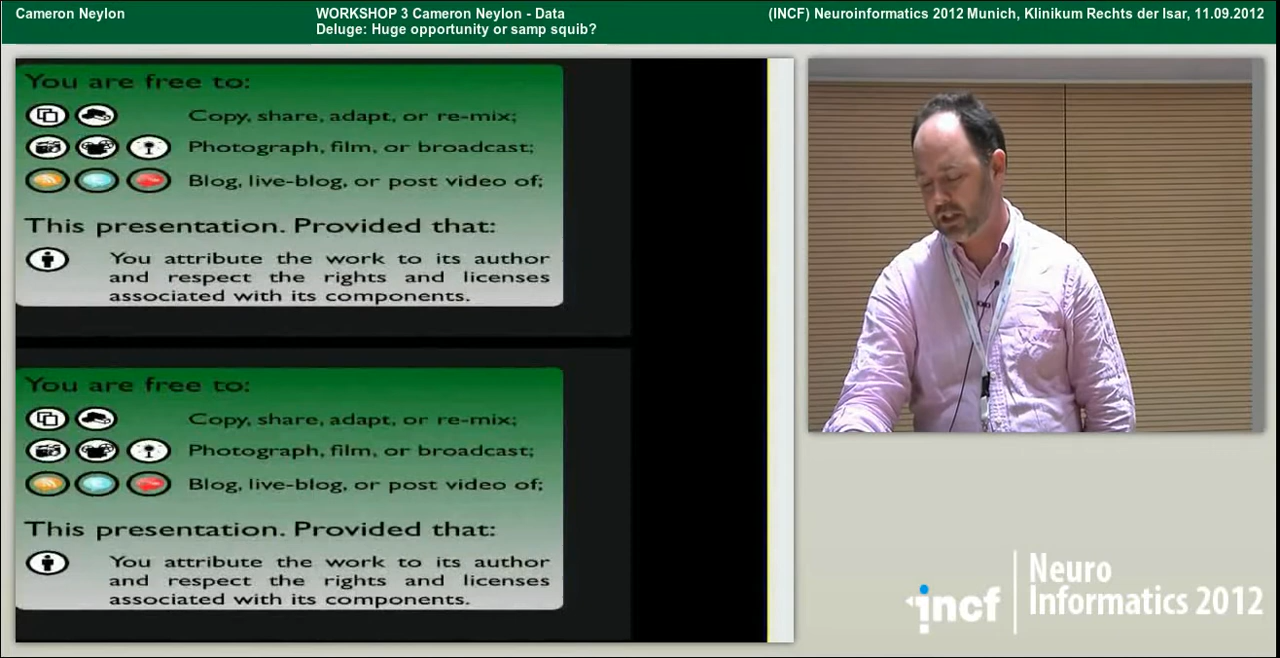 Cameron Neylon
WORKSHOP 3 Cameron Neylon - Data
Deluge: Huge opportunity or samp squib?
(INCF) Neuroinformatics 2012 Munich, Klinikum Rechts der Isar, 11.09.2012
You are free to:
Copy, share, adapt, or re-mix;
Photograph, film, or broadcast;
Blog, live-blog, or post video of;
This presentation. Provided that:
You attribute the work to its author
and respect the rights and licenses
associated with its components.
You are free to:
Copy, share, adapt, or re-mix;
Photograph, film, or broadcast;
Blog, live-blog, or post video of;
This presentation. Provided that:
You attribute the work to its author
and respect the rights and licenses
associated with its components.
incf
Neuro
Informatics 2012